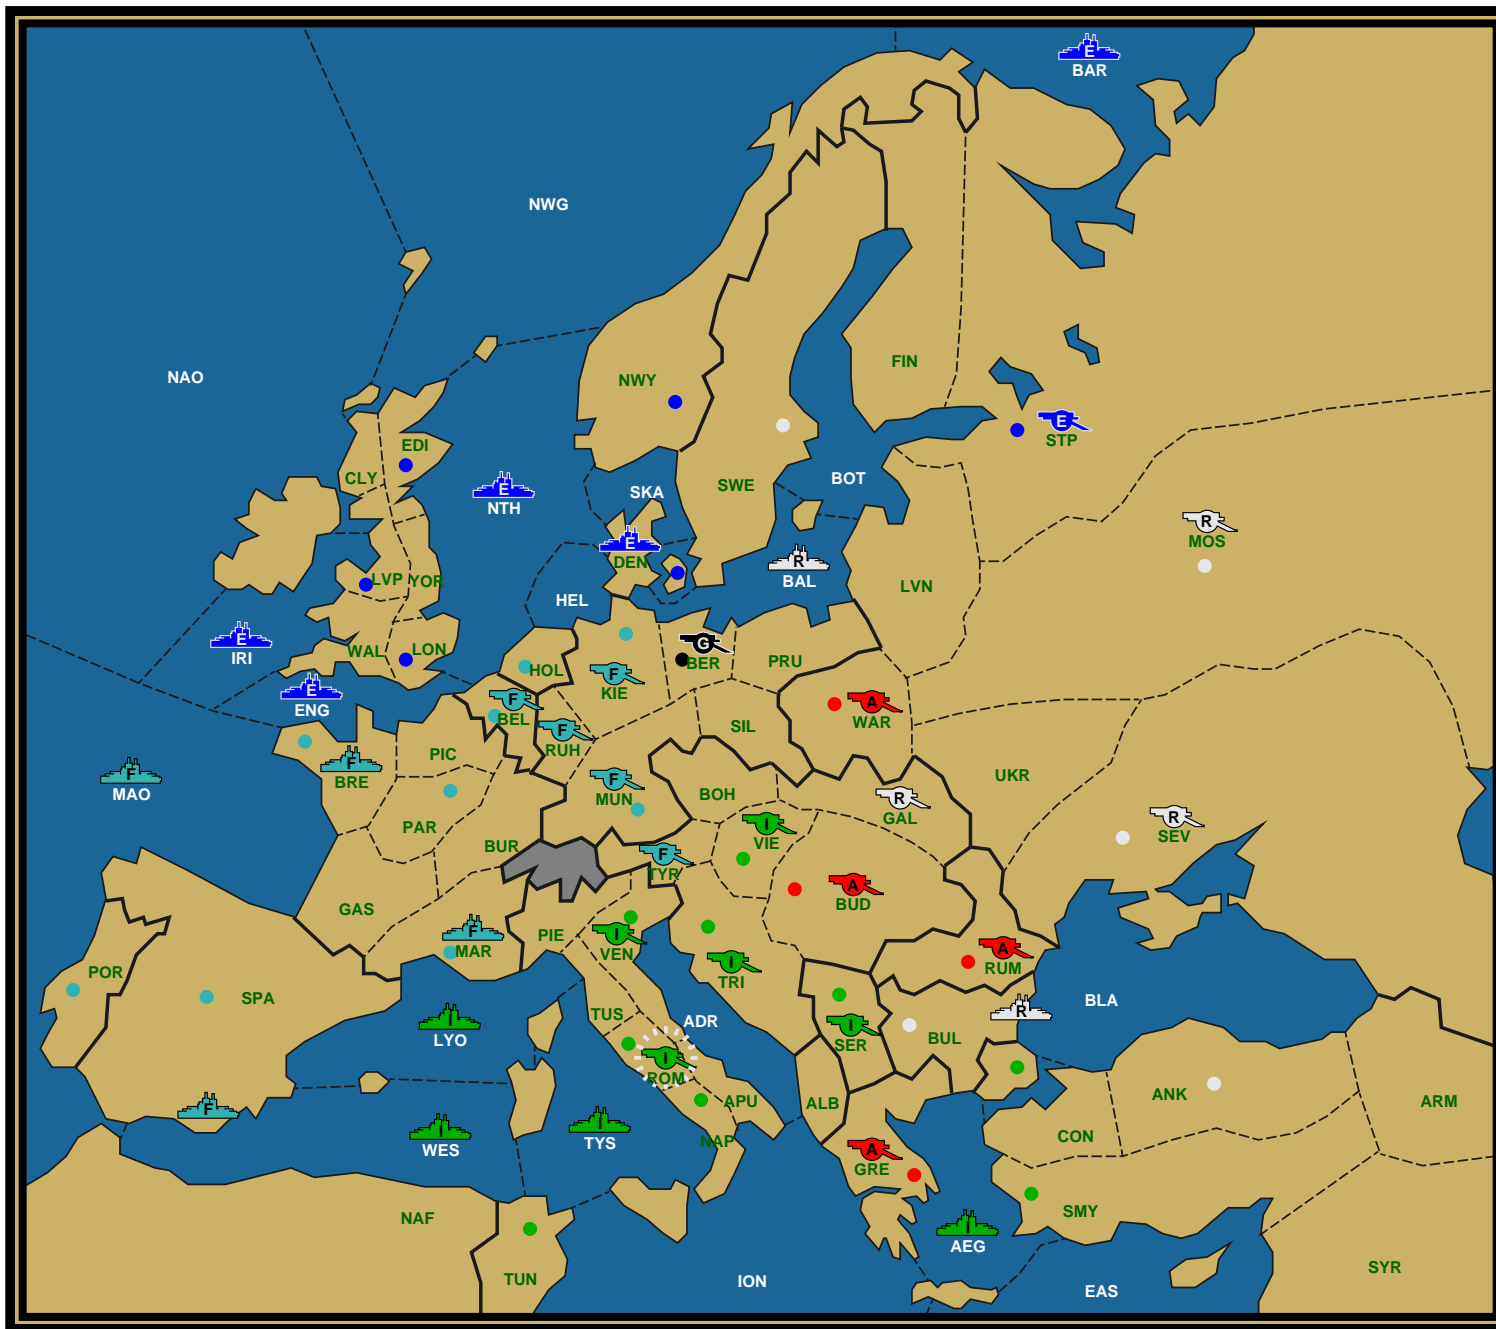 E
BAR
NWG
NAO
FIN
NWY
E
STP
EDI
CLY
BOT
SWE
SKA
E
NTH
R
MOS
E
DEN
R
BAL
LVP
YOR
LVN
HEL
E
IRI
WAL
LON
G
BER
PRU
HOL
F
KIE
E
ENG
F
BEL
A
WAR
F
RUH
SIL
PIC
F
BRE
F
MAO
F
MUN
BOH
UKR
R
GAL
R
SEV
PAR
I
VIE
BUR
F
TYR
A
BUD
GAS
F
MAR
PIE
I
VEN
A
RUM
I
TRI
POR
SPA
BLA
R
TUS
ADR
I
LYO
I
SER
BUL
I
ROM
ANK
APU
ALB
ARM
F
I
WES
I
TYS
NAP
CON
A
GRE
NAF
SMY
I
AEG
TUN
ION
SYR
EAS